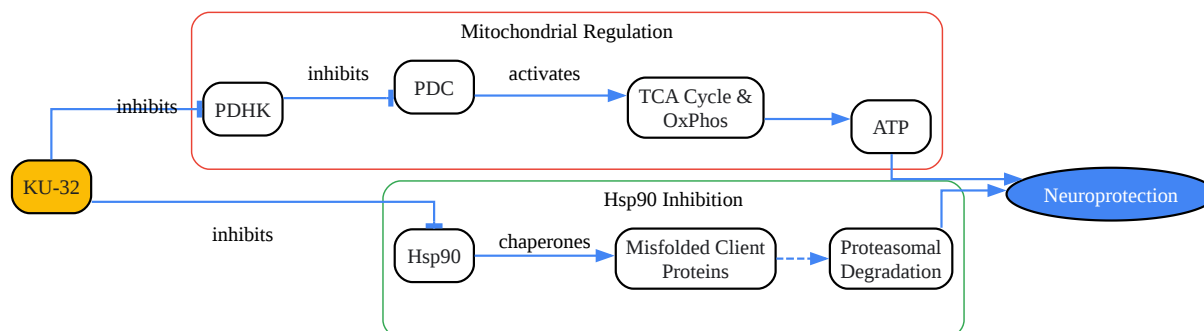 Mitochondrial Regulation
inhibits
PDHK
inhibits
PDC
activates
TCA Cycle &
OxPhos
ATP
KU-32
inhibits
Hsp90 Inhibition
Hsp90
chaperones
Misfolded Client
Proteins
Proteasomal
Degradation
Neuroprotection